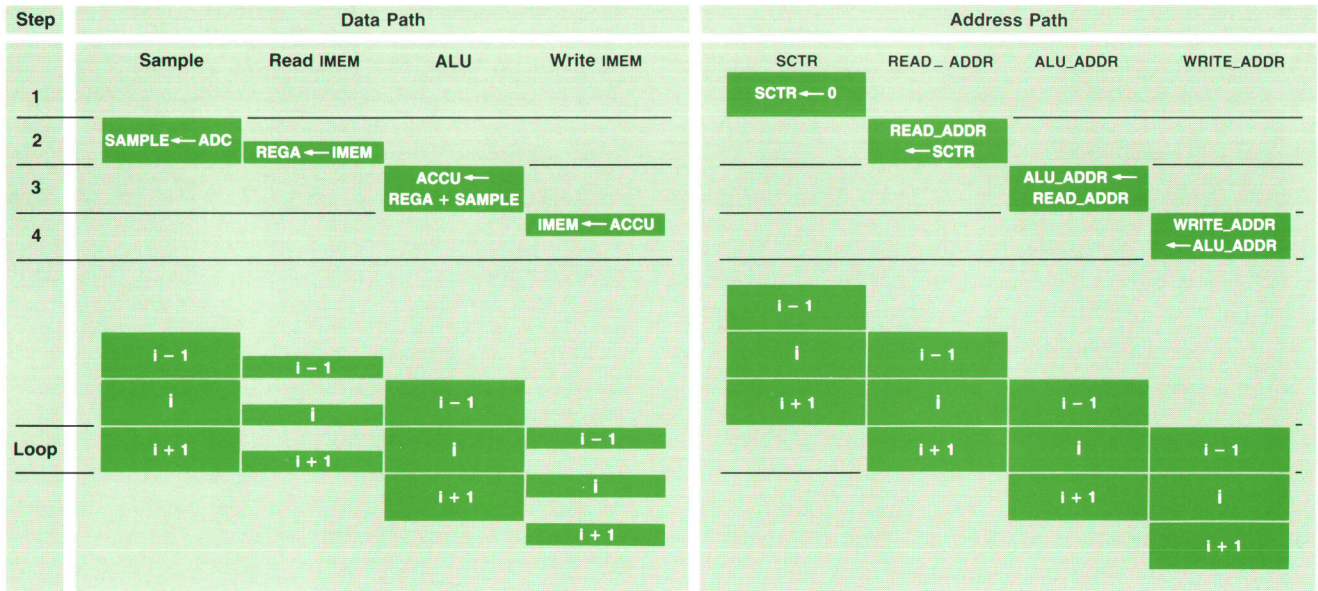 Step Data Path Address Path
Sample Read IMEM ALU Write IMEM SCTR READ_ ADDR ALU_ADDR WRITE_ADDR
1 SCTR ← 0
2 SAMPLE ← ADC REGA ← IMEM READ_ADDR
← SCTR
3 ACCU ←
REGA + SAMPLE ALU_ADDR ←
READ_ADDR
4 IMEM ← ACCU WRITE_ADDR
← ALU_ADDR
i – 1
i – 1 i – 1 i i – 1
i i i – 1 i + 1 i i – 1
Loop i + 1 i + 1 i i – 1 i + 1 i i – 1
i + 1 i i + 1 i
i + 1 i + 1